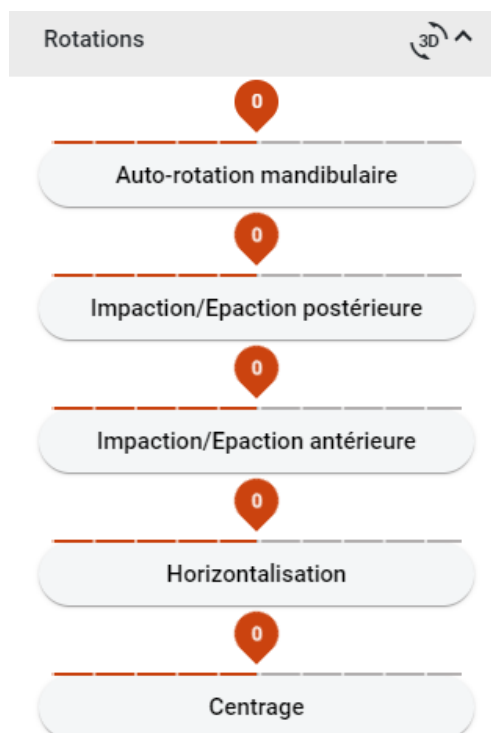 Rotations 3D
0
Auto-rotation mandibulaire
0
Impaction/Epaction postérieure
0
Impaction/Epaction antérieure
0
Horizontalisation
0
Centrage